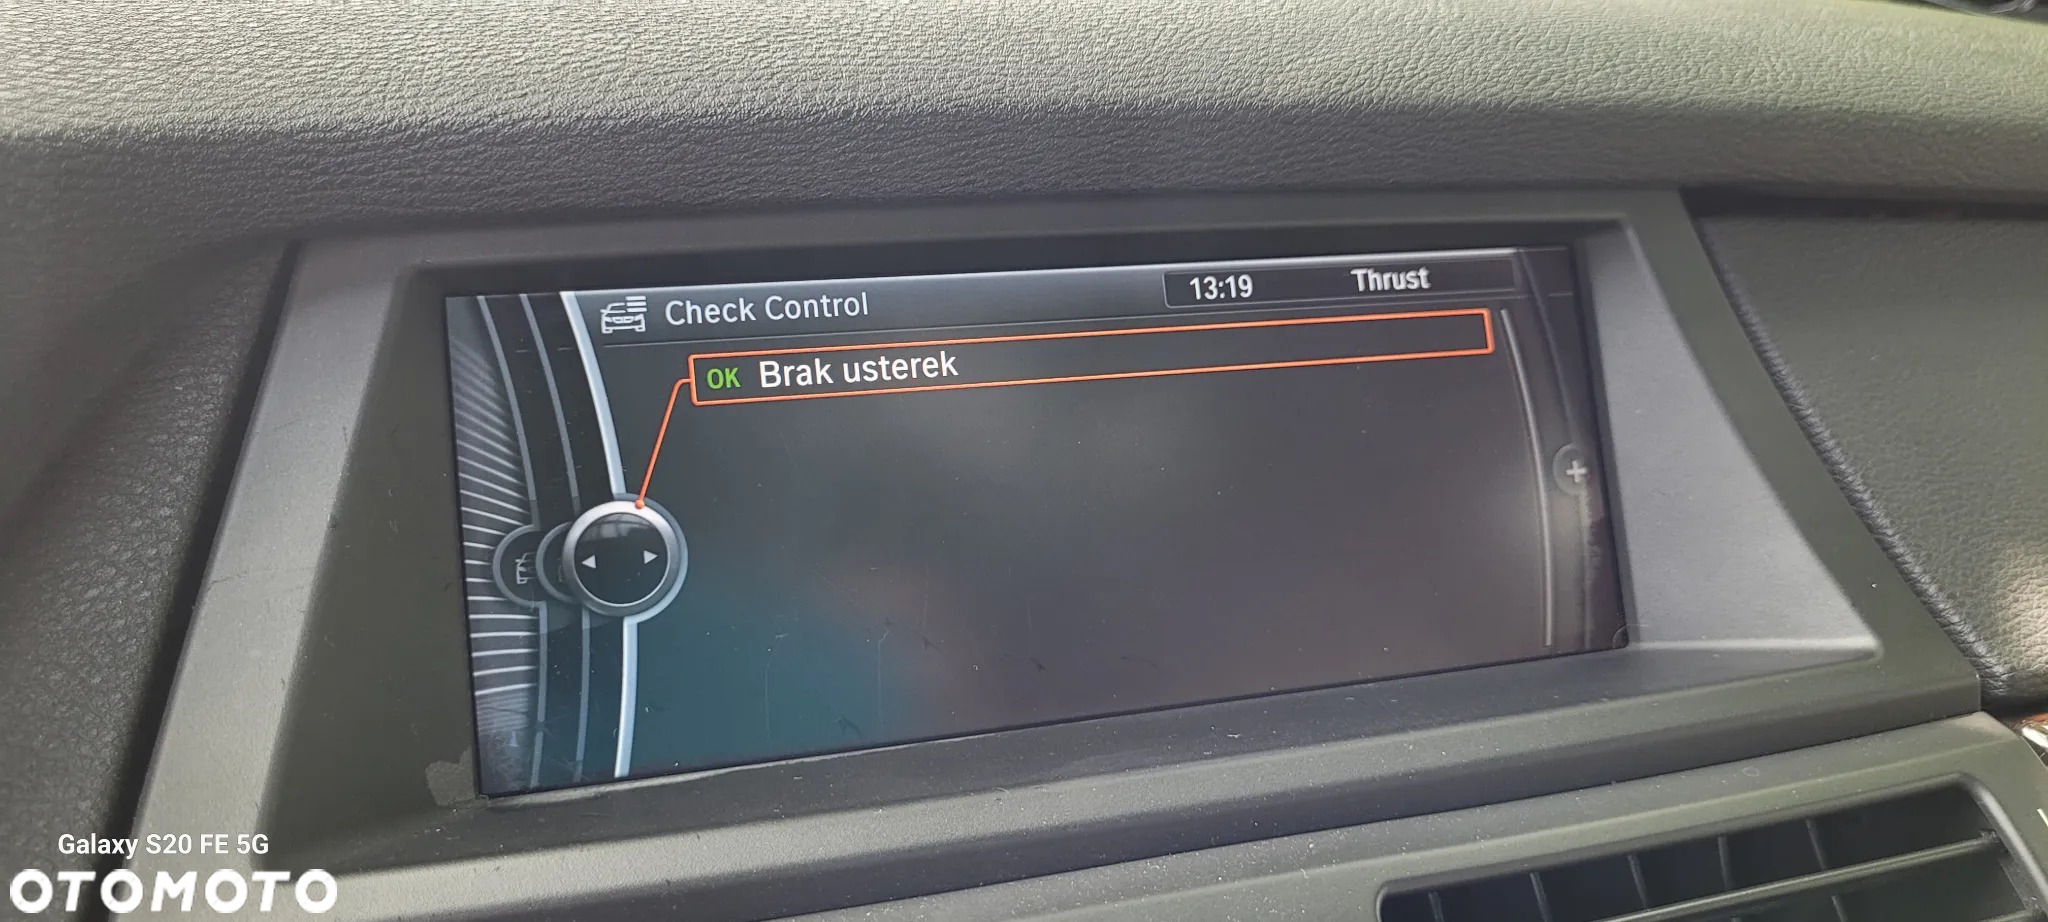 Check Control
13:19
Thrust
OK Brak usterek
Galaxy S20 FE 5G
OTOMOTO